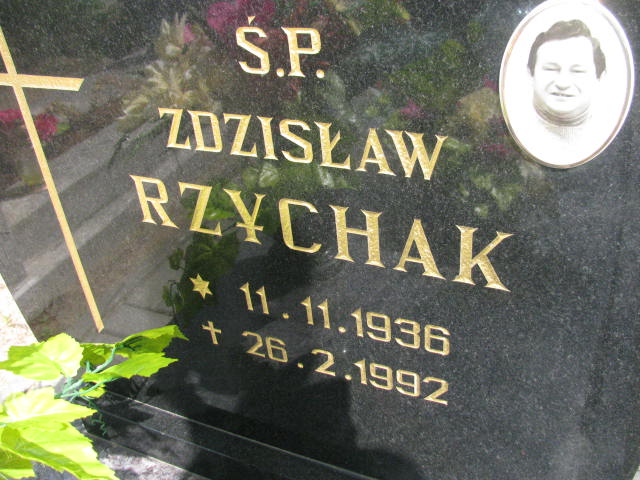 Ś.P.
ZDZISŁAW
RZYCHAK
* 11.11.1936
✝ 26.2.1992